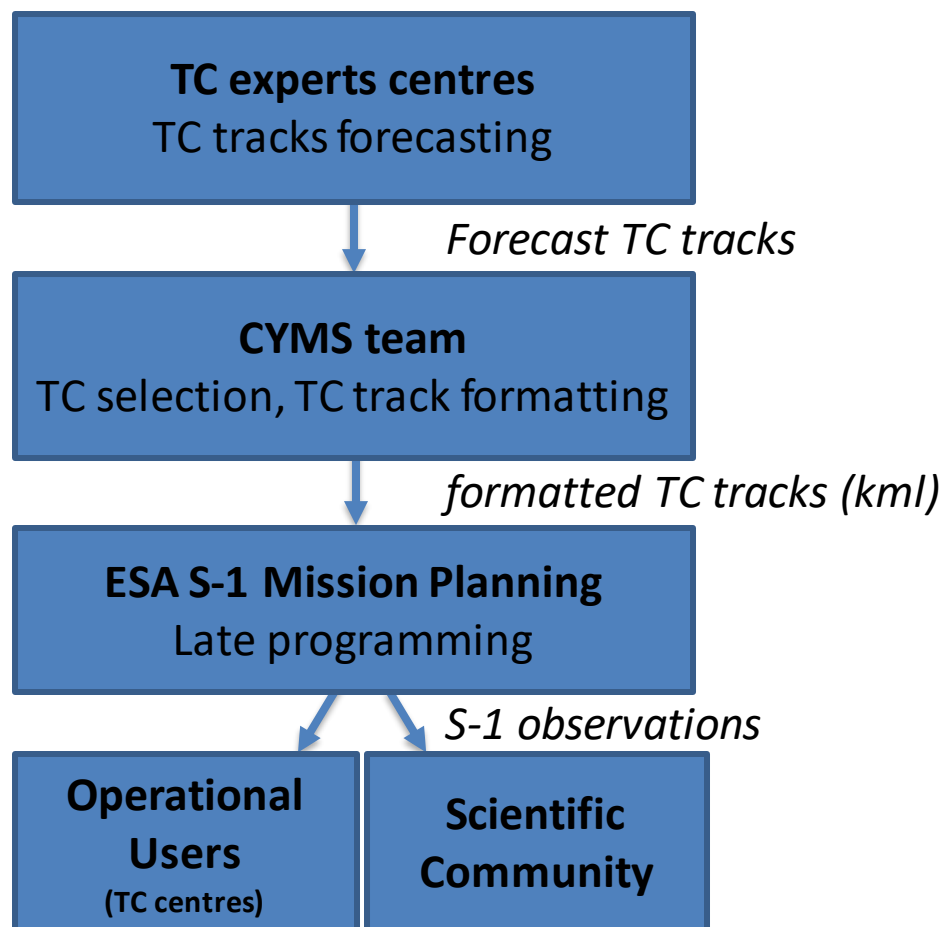 TC experts centres
TC tracks forecasting
Forecast TC tracks
CYMS team
TC selection, TC track formatting
formatted TC tracks (kml)
ESA S-1 Mission Planning
Late programming
S-1 observations
Operational
Users
(TC centres)
Scientific
Community